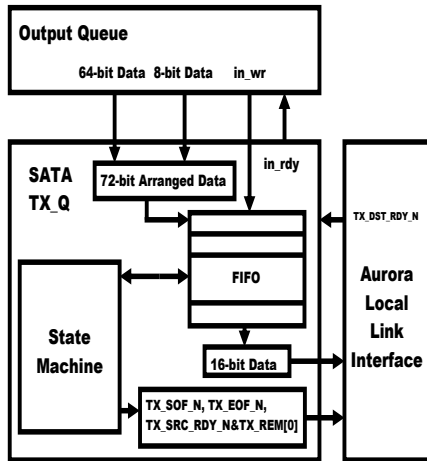 Output Queue
64-bit Data 8-bit Data in_wr
in_rdy
SATA
TX_Q
72-bit Arranged Data
TX_DST_RDY_N
FIFO
State
Machine
Aurora
Local
Link
Interface
16-bit Data
TX_SOF_N, TX_EOF_N,
TX_SRC_RDY_N&TX_REM[0]